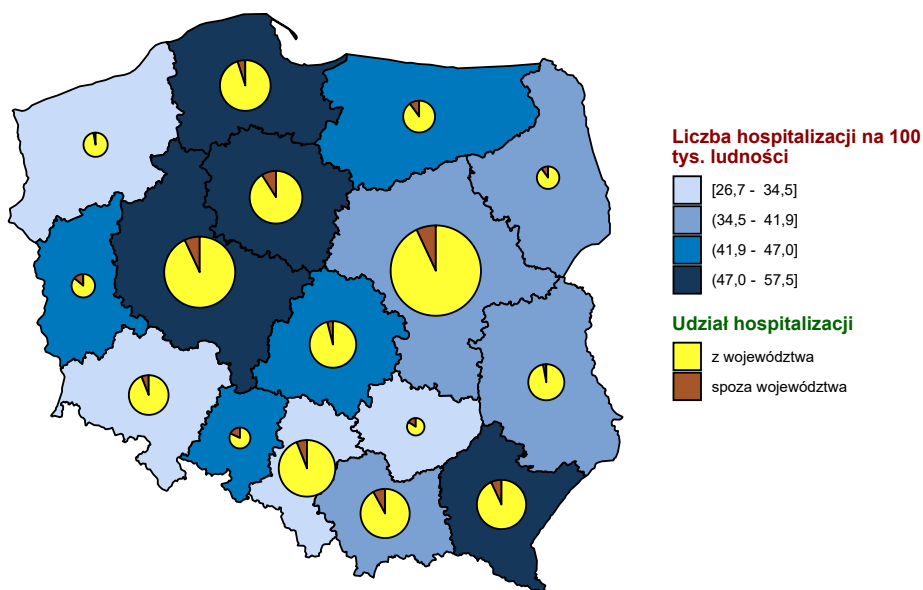 Liczba hospitalizacji na 100
tys. ludności
[26,7 - 34,5]
(34,5 - 41,9]
(41,9 - 47,0]
(47,0 - 57,5]
Udział hospitalizacji
z województwa
spoza województwa